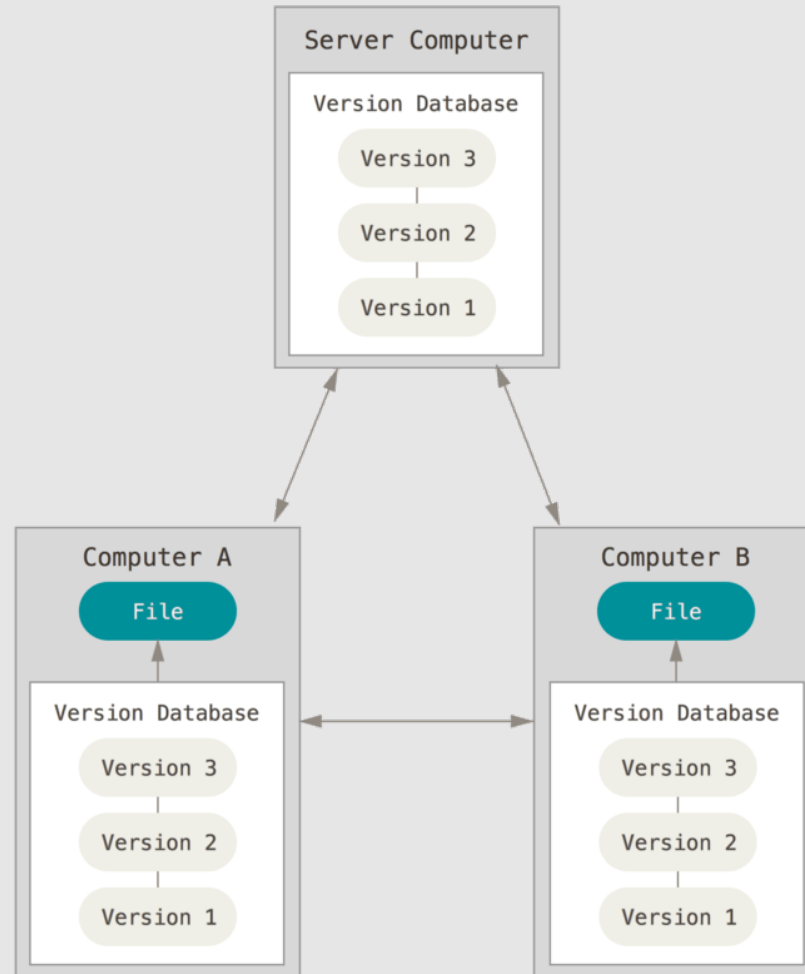 Server Computer
Version Database
Version 3
Version 2
Version 1
Computer A
File
Version Database
Version 3
Version 2
Version 1
Computer B
File
Version Database
Version 3
Version 2
Version 1